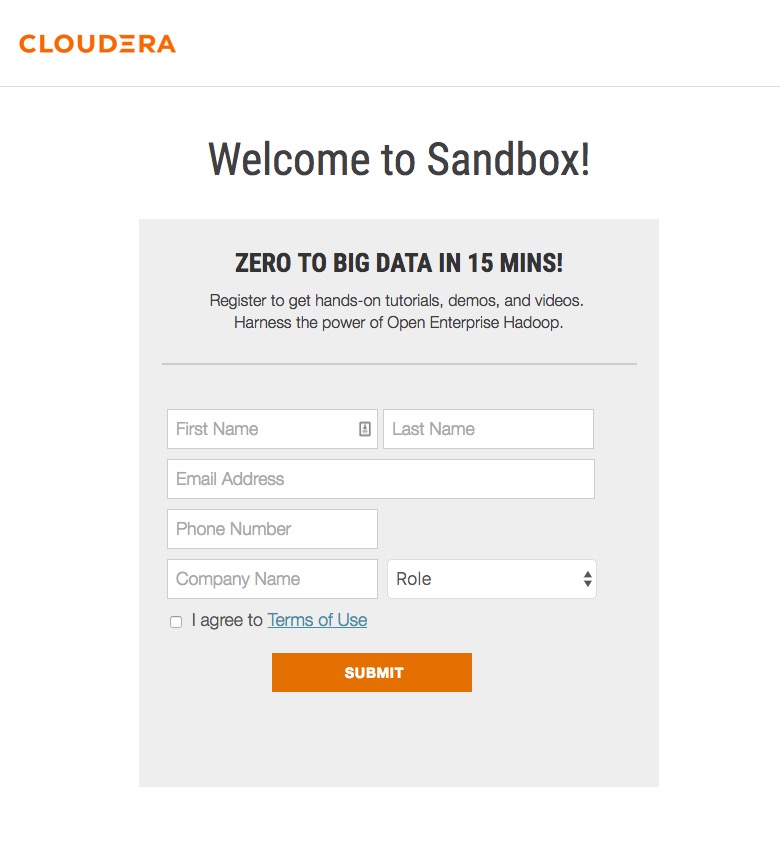 CLOUDERA
Welcome to Sandbox!
ZERO TO BIG DATA IN 15 MINS!
Register to get hands-on tutorials, demos, and videos.
Harness the power of Open Enterprise Hadoop.
First Name Last Name
Email Address
Phone Number
Company Name Role
I agree to Terms of Use
SUBMIT